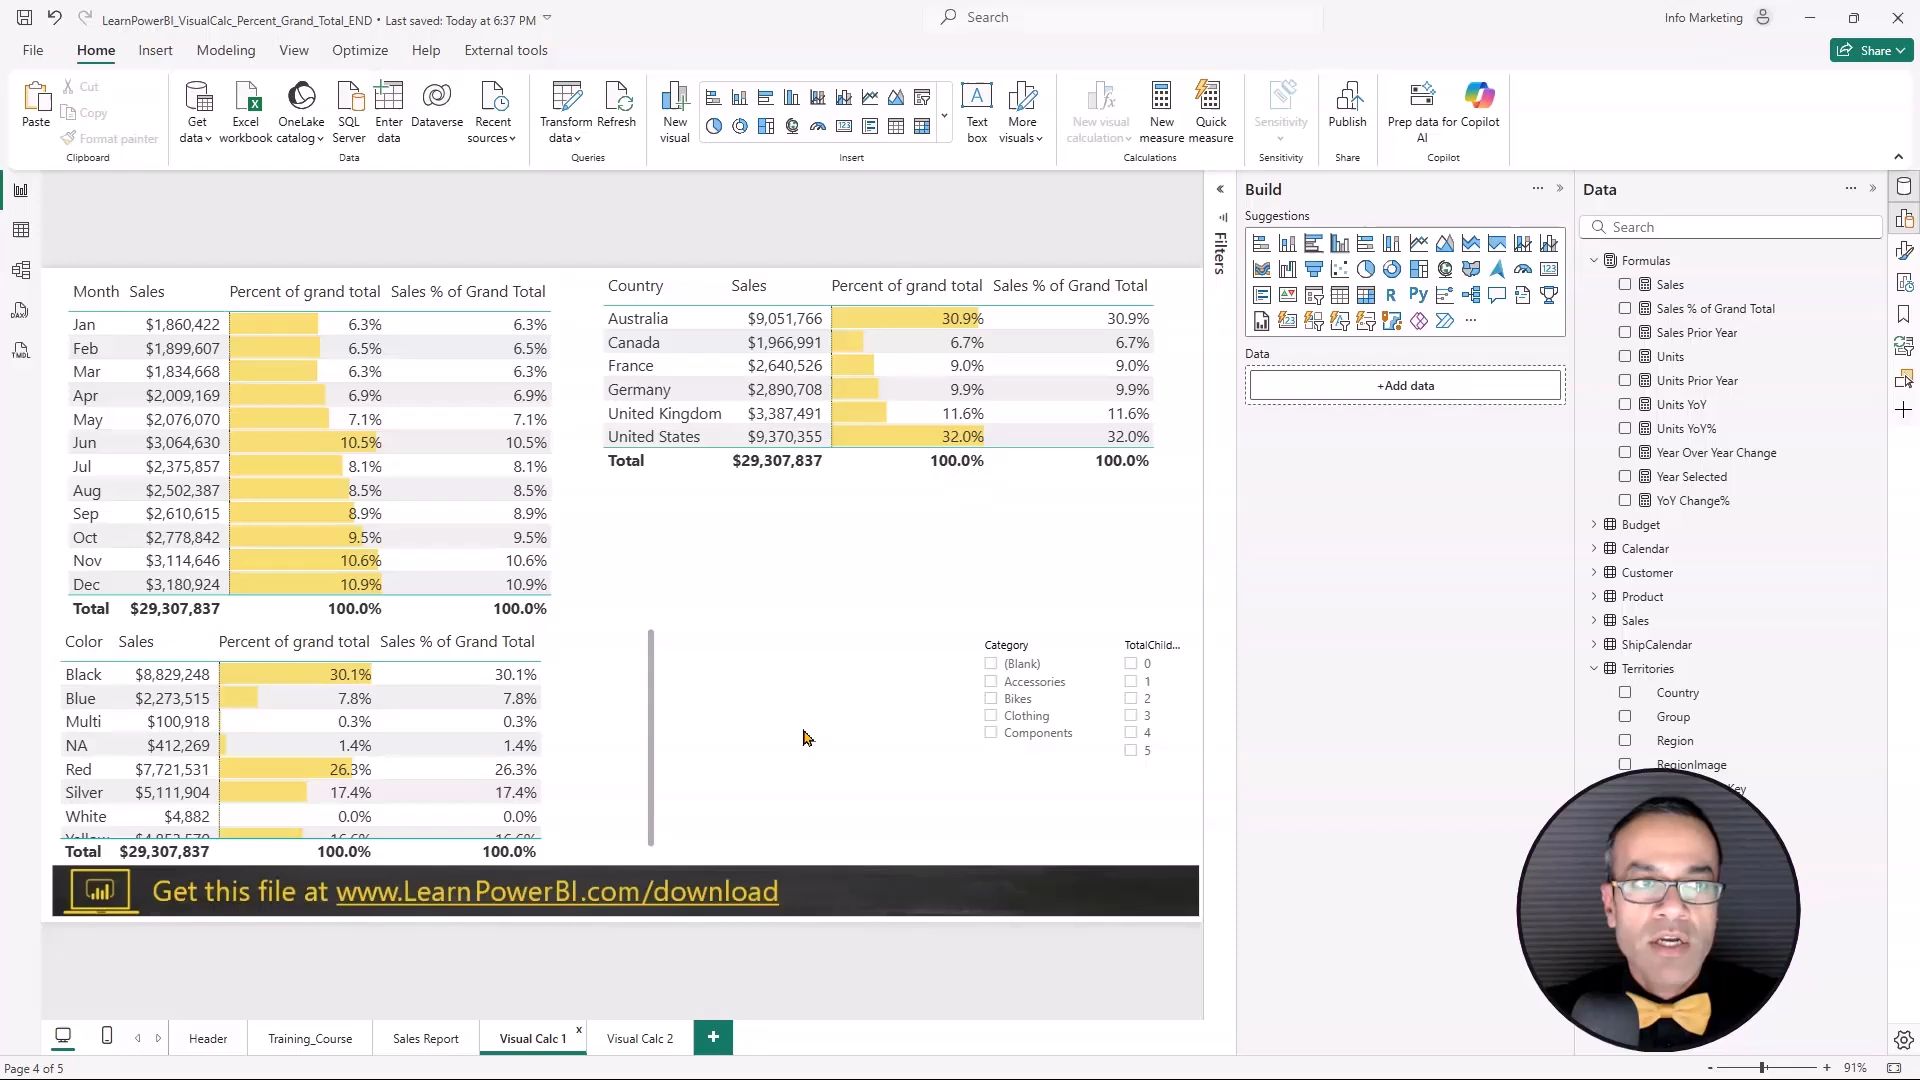 LearnPowerBI_VisualCalc_Percent_Grand_Total_END • Last saved: Today at 6:37 PM
Search
Info Marketing
File Home Insert Modeling View Optimize Help External tools
Share
Paste
Cut
Copy
Format painter
Clipboard
Get data
Excel workbook
OneLake catalog
SQL Server
Enter data
Dataverse
Recent sources
Data
Transform data
Refresh
Queries
New visual
Text box
More visuals
Insert
New visual calculation
New measure
Quick measure
Calculations
Sensitivity
Sensitivity
Publish
Share
Prep data for AI
Copilot
Copilot
Month Sales Percent of grand total Sales % of Grand Total
Jan $1,860,422 6.3% 6.3%
Feb $1,899,607 6.5% 6.5%
Mar $1,834,668 6.3% 6.3%
Apr $2,009,169 6.9% 6.9%
May $2,076,070 7.1% 7.1%
Jun $3,064,630 10.5% 10.5%
Jul $2,375,857 8.1% 8.1%
Aug $2,502,387 8.5% 8.5%
Sep $2,610,615 8.9% 8.9%
Oct $2,778,842 9.5% 9.5%
Nov $3,114,646 10.6% 10.6%
Dec $3,180,924 10.9% 10.9%
Total $29,307,837 100.0% 100.0%
Country Sales Percent of grand total Sales % of Grand Total
Australia $9,051,766 30.9% 30.9%
Canada $1,966,991 6.7% 6.7%
France $2,640,526 9.0% 9.0%
Germany $2,890,708 9.9% 9.9%
United Kingdom $3,387,491 11.6% 11.6%
United States $9,370,355 32.0% 32.0%
Total $29,307,837 100.0% 100.0%
Color Sales Percent of grand total Sales % of Grand Total
Black $8,829,248 30.1% 30.1%
Blue $2,273,515 7.8% 7.8%
Multi $100,918 0.3% 0.3%
NA $412,269 1.4% 1.4%
Red $7,721,531 26.3% 26.3%
Silver $5,111,904 17.4% 17.4%
White $4,882 0.0% 0.0%
Total $29,307,837 100.0% 100.0%
Category
(Blank)
Accessories
Bikes
Clothing
Components
TotalChild...
0
1
2
3
4
5
Get this file at www.LearnPowerBI.com/download
Filters
Build
Suggestions
R Py
Data
+Add data
Data
Search
Formulas
Sales
Sales % of Grand Total
Sales Prior Year
Units
Units Prior Year
Units YoY
Units YoY%
Year Over Year Change
Year Selected
YoY Change%
Budget
Calendar
Customer
Product
Sales
ShipCalendar
Territories
Country
Group
Region
RegionImage
Header Training_Course Sales Report Visual Calc 1 x Visual Calc 2 +
Page 4 of 5
- + 91%